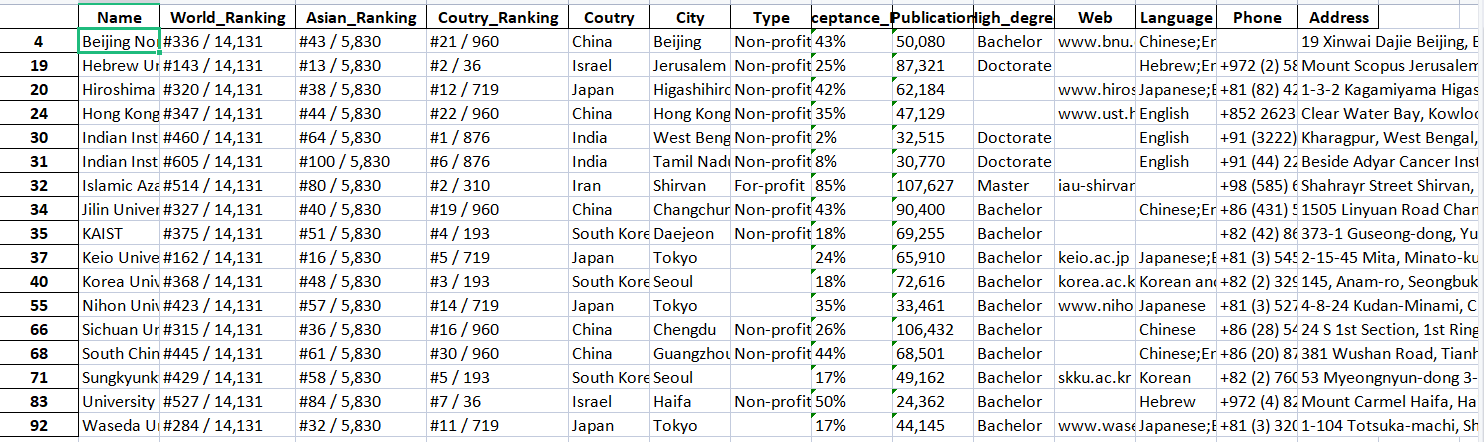 Name World_Ranking Asian_Ranking Coutry_Ranking Coutry City Type ceptance_ Publication igh_degre Web Language Phone Address
4 Beijing No #336 / 14,131 #43 / 5,830 #21 / 960 China Beijing Non-profit 43% 50,080 Bachelor www.bnu. Chinese;En 19 Xinwai Dajie Beijing, B
19 Hebrew Un #143 / 14,131 #13 / 5,830 #2 / 36 Israel Jerusalem Non-profit 25% 87,321 Doctorate Hebrew;En +972 (2) 58 Mount Scopus Jerusalem
20 Hiroshima #320 / 14,131 #38 / 5,830 #12 / 719 Japan Higashihiro Non-profit 42% 62,184 www.hiros Japanese;E +81 (82) 42 1-3-2 Kagamiyama Higas
24 Hong Kong #347 / 14,131 #44 / 5,830 #22 / 960 China Hong Kong Non-profit 35% 47,129 www.ust.h English +852 2623 Clear Water Bay, Kowloo
30 Indian Inst #460 / 14,131 #64 / 5,830 #1 / 876 India West Beng Non-profit 2% 32,515 Doctorate English +91 (3222) Kharagpur, West Bengal,
31 Indian Inst #605 / 14,131 #100 / 5,830 #6 / 876 India Tamil Nadu Non-profit 8% 30,770 Doctorate English +91 (44) 22 Beside Adyar Cancer Inst
32 Islamic Aza #514 / 14,131 #80 / 5,830 #2 / 310 Iran Shirvan For-profit 85% 107,627 Master iau-shirvan +98 (585) 6 Shahrayr Street Shirvan,
34 Jilin Univer #327 / 14,131 #40 / 5,830 #19 / 960 China Changchun Non-profit 43% 90,400 Bachelor Chinese;En +86 (431) 5 1505 Linyuan Road Chan
35 KAIST #375 / 14,131 #51 / 5,830 #4 / 193 South Kore Daejeon Non-profit 18% 69,255 Bachelor +82 (42) 86 373-1 Guseong-dong, Yu
37 Keio Unive #162 / 14,131 #16 / 5,830 #5 / 719 Japan Tokyo 24% 65,910 Bachelor keio.ac.jp Japanese;E +81 (3) 545 2-15-45 Mita, Minato-ku
40 Korea Univ #368 / 14,131 #48 / 5,830 #3 / 193 South Kore Seoul 18% 72,616 Bachelor korea.ac.k Korean and +82 (2) 329 145, Anam-ro, Seongbuk
55 Nihon Univ #423 / 14,131 #57 / 5,830 #14 / 719 Japan Tokyo 35% 33,461 Bachelor www.niho Japanese +81 (3) 527 4-8-24 Kudan-Minami, C
66 Sichuan Un #315 / 14,131 #36 / 5,830 #16 / 960 China Chengdu Non-profit 26% 106,432 Bachelor Chinese +86 (28) 54 24 S 1st Section, 1st Ring
68 South Chin #445 / 14,131 #61 / 5,830 #30 / 960 China Guangzhou Non-profit 44% 68,501 Bachelor Chinese;En +86 (20) 87 381 Wushan Road, Tianh
71 Sungkyunk #429 / 14,131 #58 / 5,830 #5 / 193 South Kore Seoul 17% 49,162 Bachelor skku.ac.kr Korean +82 (2) 760 53 Myeongnyun-dong 3-
83 University #527 / 14,131 #84 / 5,830 #7 / 36 Israel Haifa Non-profit 50% 24,362 Bachelor Hebrew +972 (4) 82 Mount Carmel Haifa, Ha
92 Waseda Un #284 / 14,131 #32 / 5,830 #11 / 719 Japan Tokyo 17% 44,145 Bachelor www.wase Japanese;E +81 (3) 320 1-104 Totsuka-machi, Sh